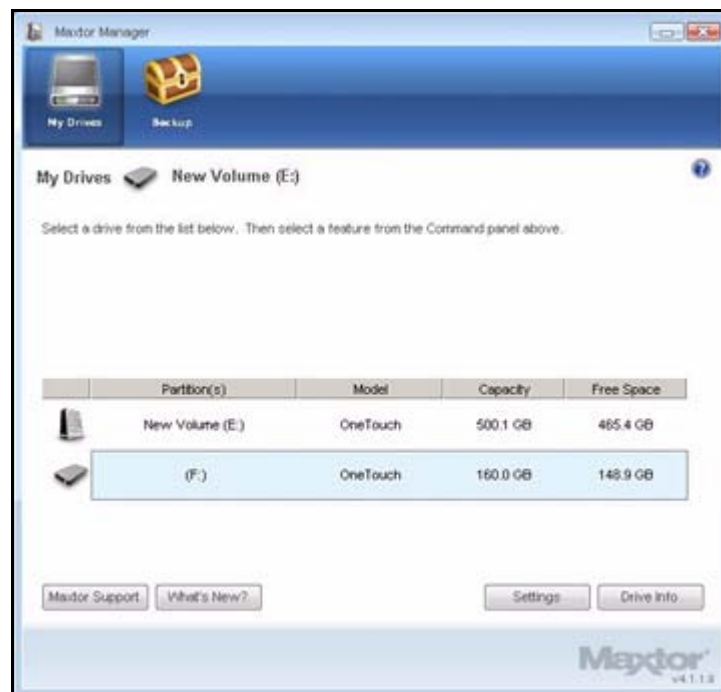 Maxtor Manager
My Drives
Backup
My Drives New Volume (E:)
Select a drive from the list below. Then select a feature from the Command panel above.
Partition(s) Model Capacity Free Space
New Volume (E:) OneTouch 500.1 GB 465.4 GB
(F:) OneTouch 160.0 GB 148.9 GB
Maxtor Support What's New? Settings Drive Info
Maxtor